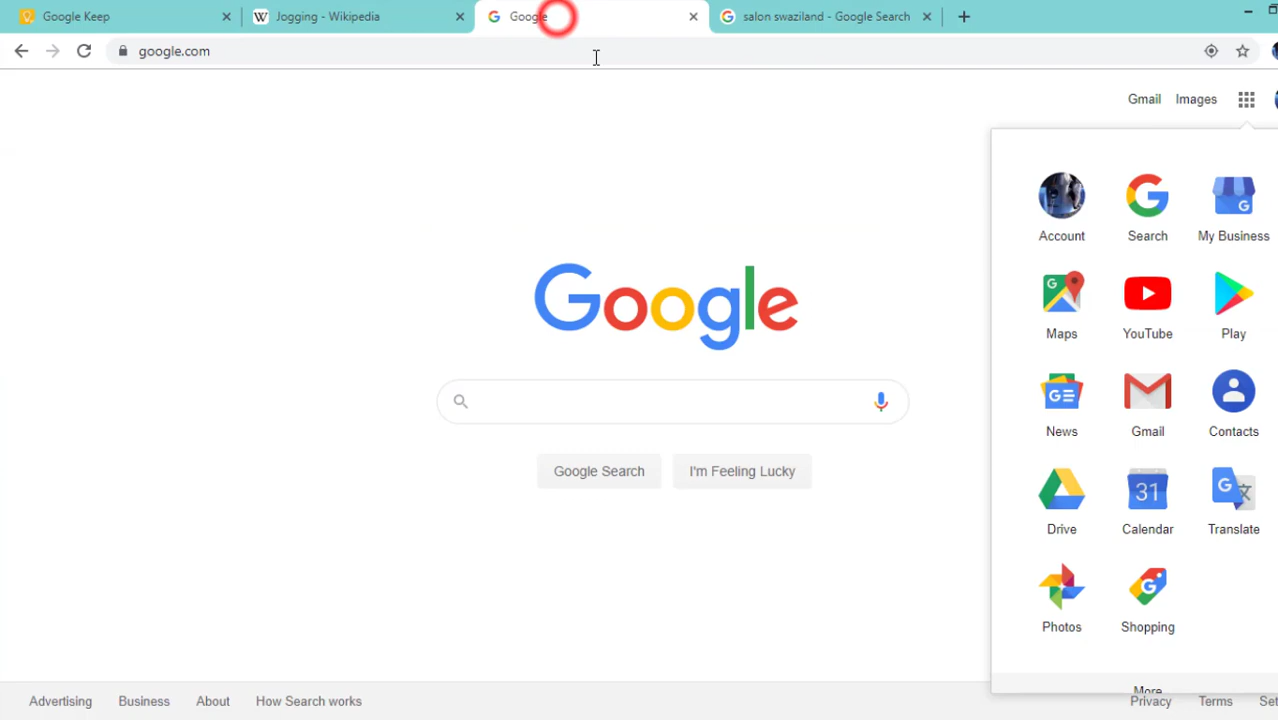 Google Keep
Jogging - Wikipedia
Google
salon swaziland - Google Search
google.com
Gmail Images
Account Search My Business
Maps YouTube Play
News Gmail Contacts
31
Drive Calendar Translate
Photos Shopping
More
Google
Google Search I'm Feeling Lucky
Advertising Business About How Search works Privacy Terms